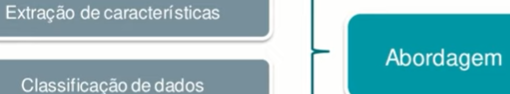 Extração de características
Classificação de dados
Abordagem